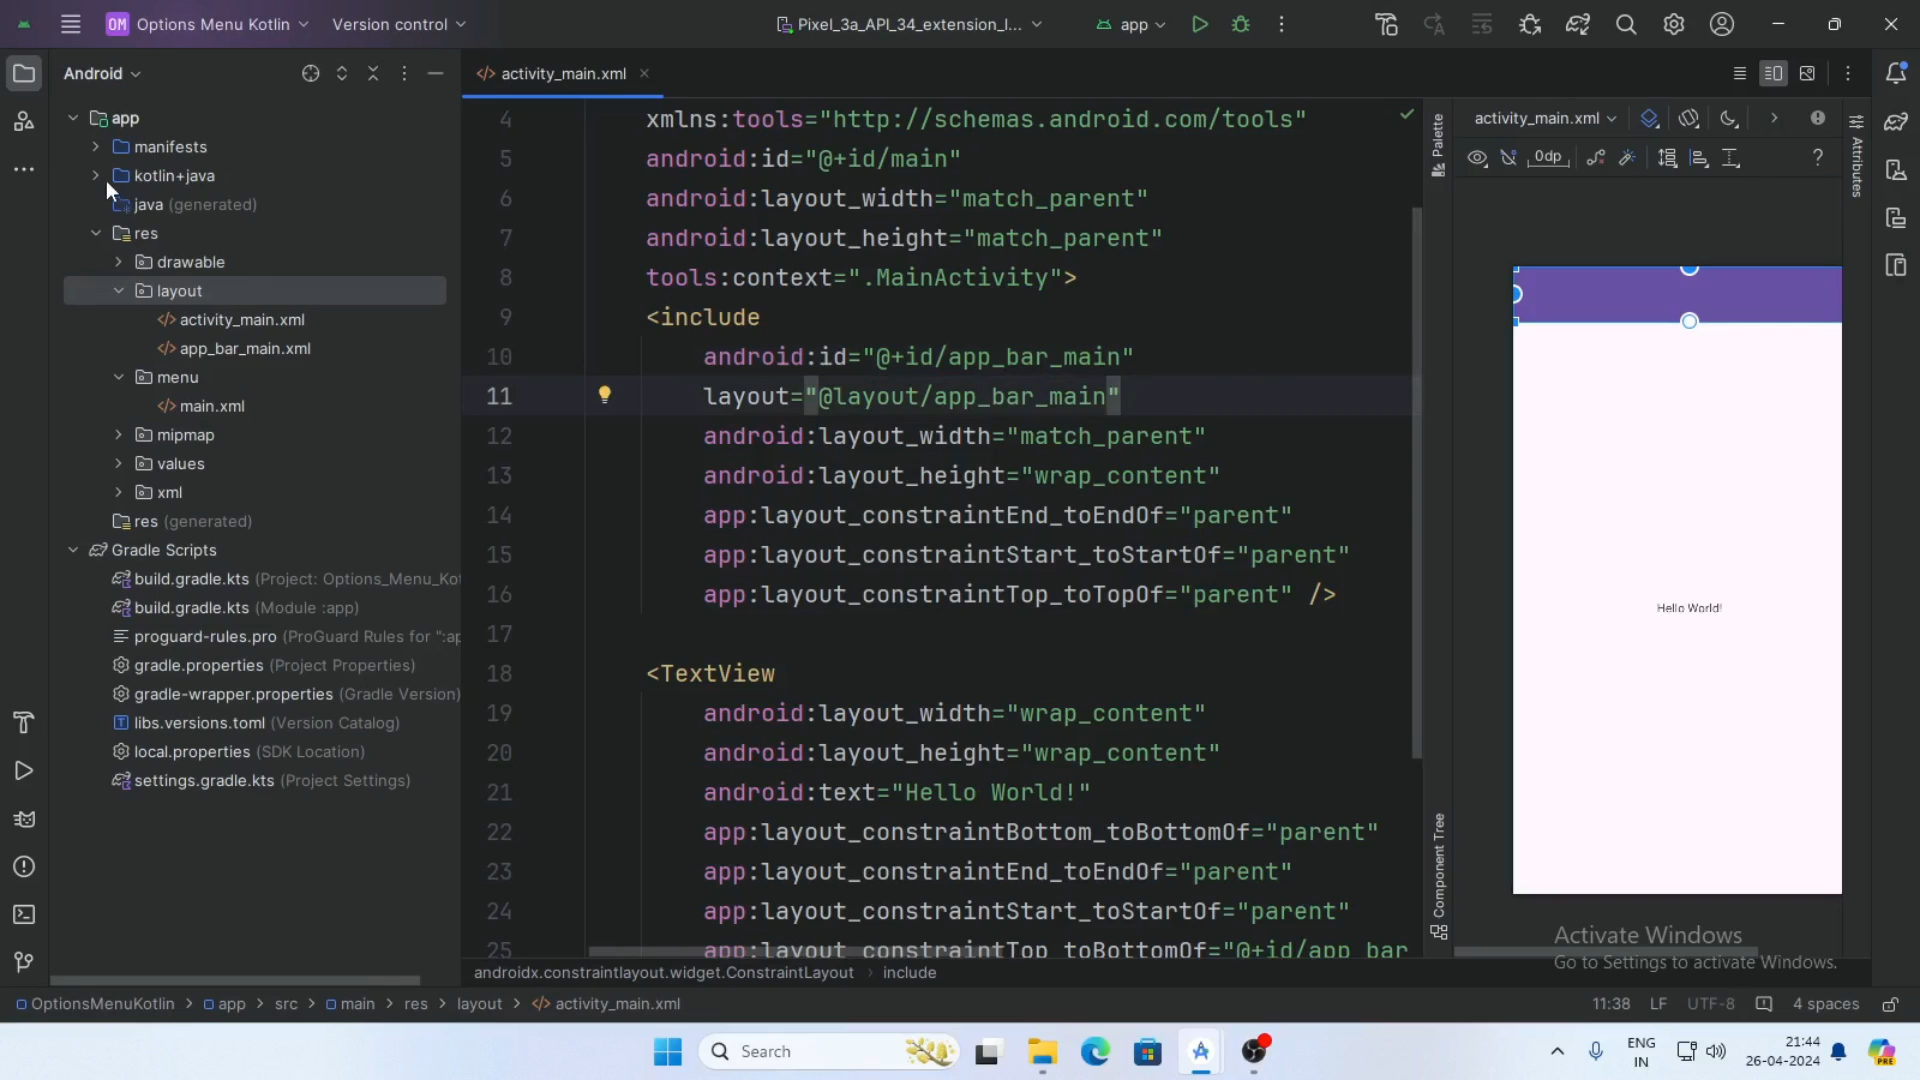 OM Options Menu Kotlin Version control Pixel_3a_API_34_extension_l... app
Android
app
manifests
kotlin+java
java (generated)
res
drawable
layout
activity_main.xml
app_bar_main.xml
menu
main.xml
mipmap
values
xml
res (generated)
Gradle Scripts
build.gradle.kts (Project: Options_Menu_Kot
build.gradle.kts (Module :app)
proguard-rules.pro (ProGuard Rules for ":ap
gradle.properties (Project Properties)
gradle-wrapper.properties (Gradle Version)
libs.versions.toml (Version Catalog)
local.properties (SDK Location)
settings.gradle.kts (Project Settings)
activity_main.xml
4 xmlns:tools="http://schemas.android.com/tools"
5 android:id="@+id/main"
6 android:layout_width="match_parent"
7 android:layout_height="match_parent"
8 tools:context=".MainActivity">
9 <include
10 android:id="@+id/app_bar_main"
11 layout="@layout/app_bar_main"
12 android:layout_width="match_parent"
13 android:layout_height="wrap_content"
14 app:layout_constraintEnd_toEndOf="parent"
15 app:layout_constraintStart_toStartOf="parent"
16 app:layout_constraintTop_toTopOf="parent" />
17
18 <TextView
19 android:layout_width="wrap_content"
20 android:layout_height="wrap_content"
21 android:text="Hello World!"
22 app:layout_constraintBottom_toBottomOf="parent"
23 app:layout_constraintEnd_toEndOf="parent"
24 app:layout_constraintStart_toStartOf="parent"
25 app:layout_constraintTop_toBottomOf="@+id/app_bar
androidx.constraintlayout.widget.ConstraintLayout › include
Palette
Component Tree
activity_main.xml
0dp
Attributes
Hello World!
Activate Windows
Go to Settings to activate Windows.
OptionsMenuKotlin > app > src > main > res > layout > activity_main.xml
11:38 LF UTF-8 4 spaces
Search
ENG
IN
21:44
26-04-2024
PRE